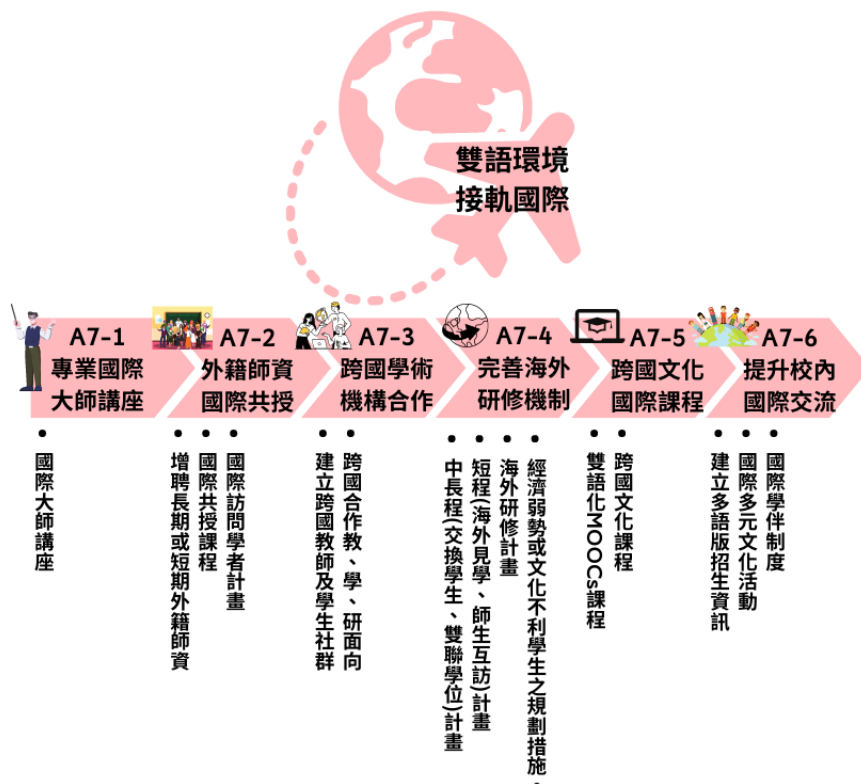 雙語環境
接軌國際
A7-1
專業國際
大師講座
A7-2
外籍師資
國際共授
A7-3
跨國學術
機構合作
A7-4
完善海外
研修機制
A7-5
跨國文化
國際課程
A7-6
提升校內
國際交流
• 國際大師講座
• 國際訪問學者計畫
• 國際共授課程
• 增聘長期或短期外籍師資
• 跨國合作教、學、研面向
• 建立跨國教師及學生社群
• 經濟弱勢或文化不利學生之規劃措施
• 海外研修計畫
• 短程(海外見學、師生互訪)計畫
• 中長程(交換學生、雙聯學位)計畫
• 跨國文化課程
• 雙語化MOOCs課程
• 國際學伴制度
• 國際多元文化活動
• 建立多語版招生資訊